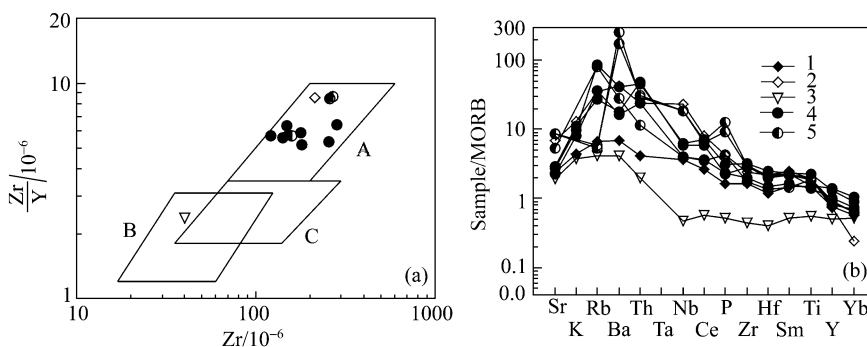 20
10
1
Zr/Y/10⁻⁶
A
B
C
(a)
10
100
1000
Zr/10⁻⁶
300
100
10
1
0.1
0.0
Sample/MORB
1
2
3
4
5
(b)
Sr Rb Th Nb P Hf Ti Yb
K Ba Ta Ce Zr Sm Y